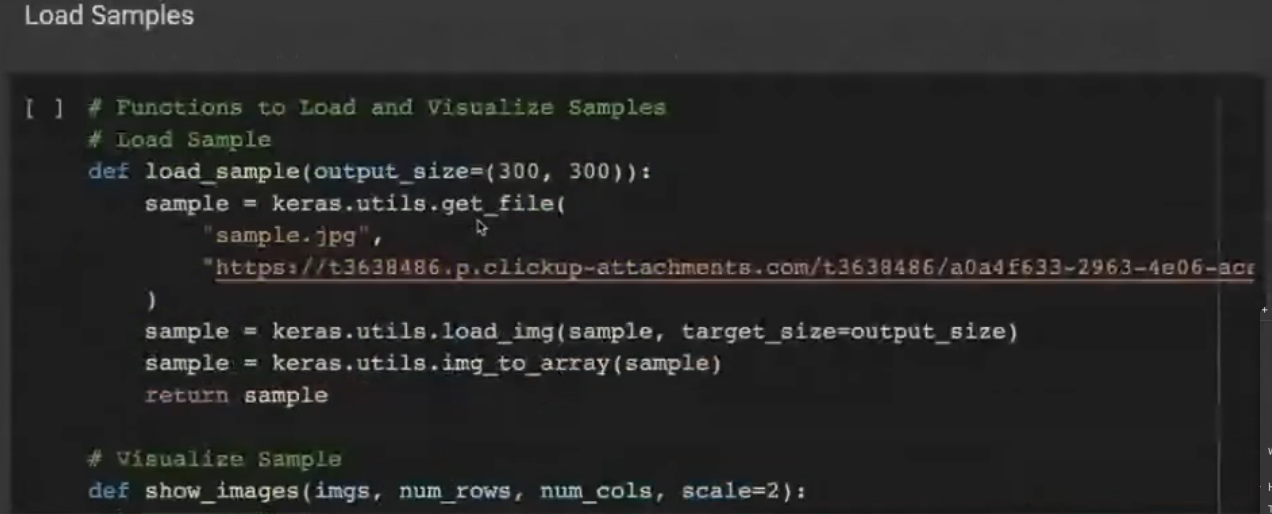 Load Samples
[ ] # Functions to Load and Visualize Samples
# Load Sample
def load_sample(output_size=(300, 300)):
sample = keras.utils.get_file(
"sample.jpg",
"https://t3638486.p.clickup-attachments.com/t3638486/a0a4f633-2963-4e06-
)
sample = keras.utils.load_img(sample, target_size=output_size)
sample = keras.utils.img_to_array(sample)
return sample
# Visualize Sample
def show_images(imgs, num_rows, num_cols, scale=2):